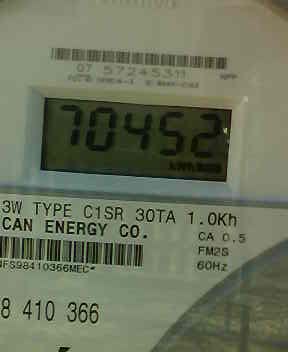 07 57245311
70452
3W TYPE C1SR 30TA 1.0Kh
CAN ENERGY CO. CA 0.5
FM2S
NFS98410366MEC* 60Hz
8 410 366